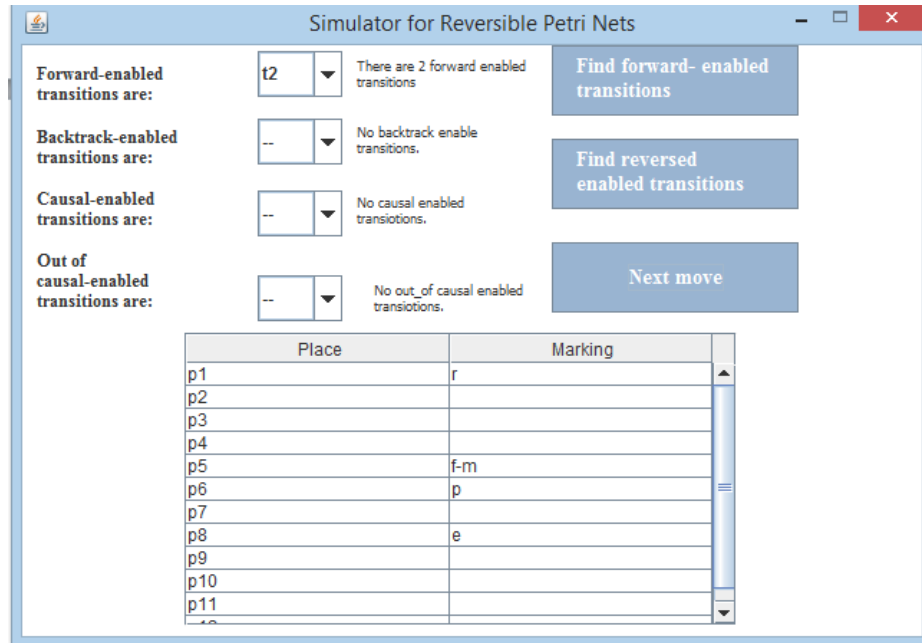 Simulator for Reversible Petri Nets
Forward-enabled
transitions are:
t2
There are 2 forward enabled
transitions
Find forward- enabled
transitions
Backtrack-enabled
transitions are:
--
No backtrack enable
transitions.
Find reversed
enabled transitions
Causal-enabled
transitions are:
--
No causal enabled
transiotions.
Out of
causal-enabled
transitions are:
--
No out_of causal enabled
transiotions.
Next move
Place Marking
p1 r
p2
p3
p4
p5 f-m
p6 p
p7
p8 e
p9
p10
p11